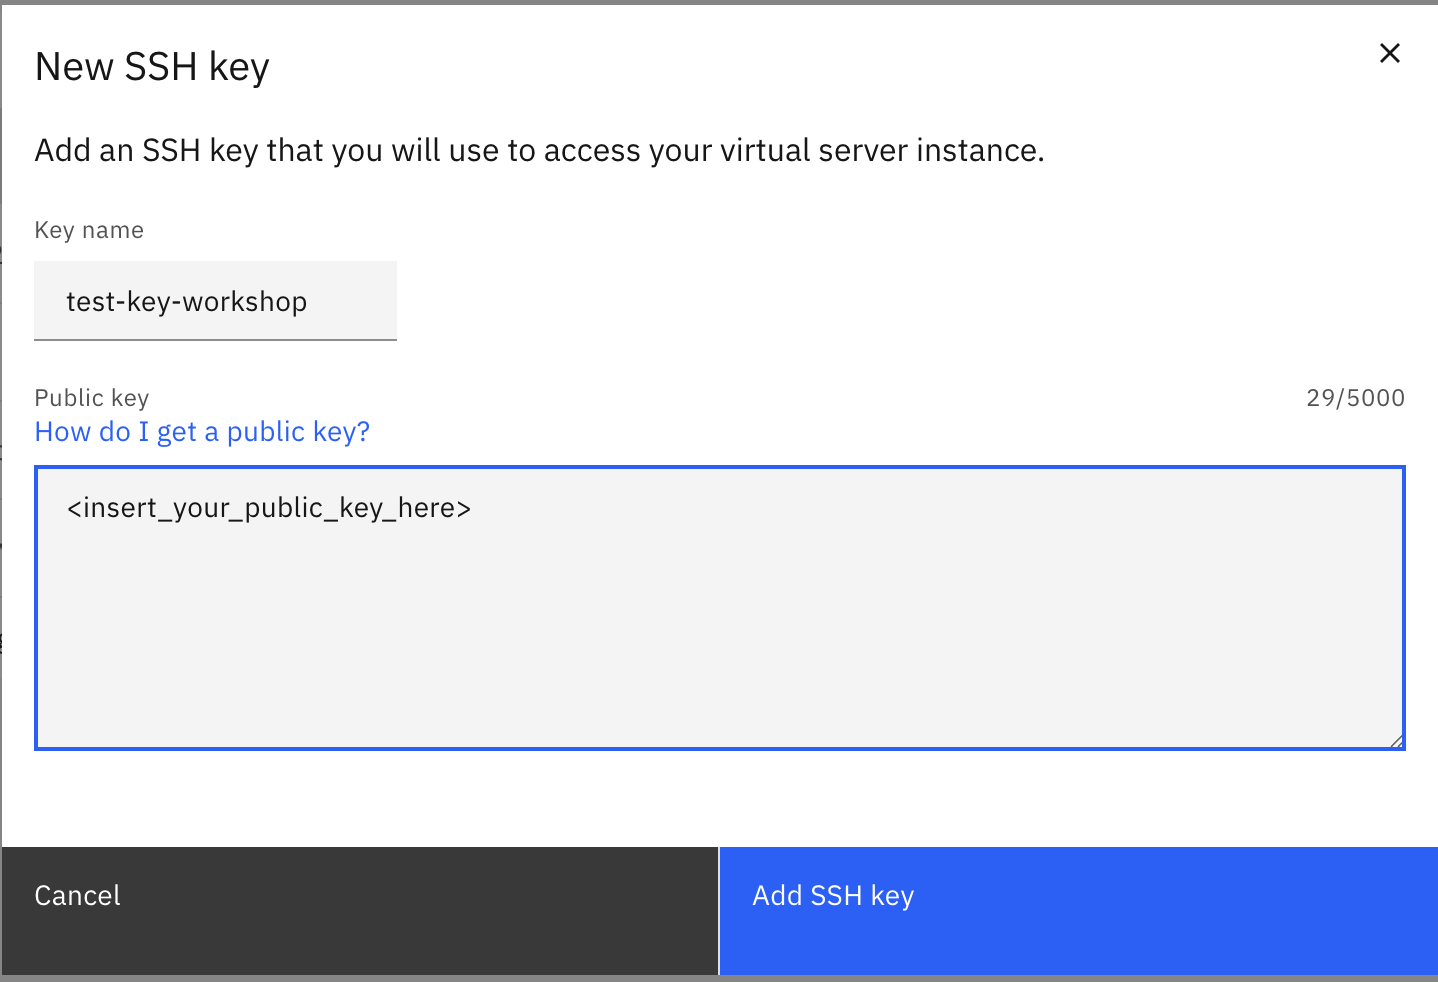 New SSH key
Add an SSH key that you will use to access your virtual server instance.
Key name
test-key-workshop
Public key
29/5000
How do I get a public key?
<insert_your_public_key_here>
Cancel
Add SSH key